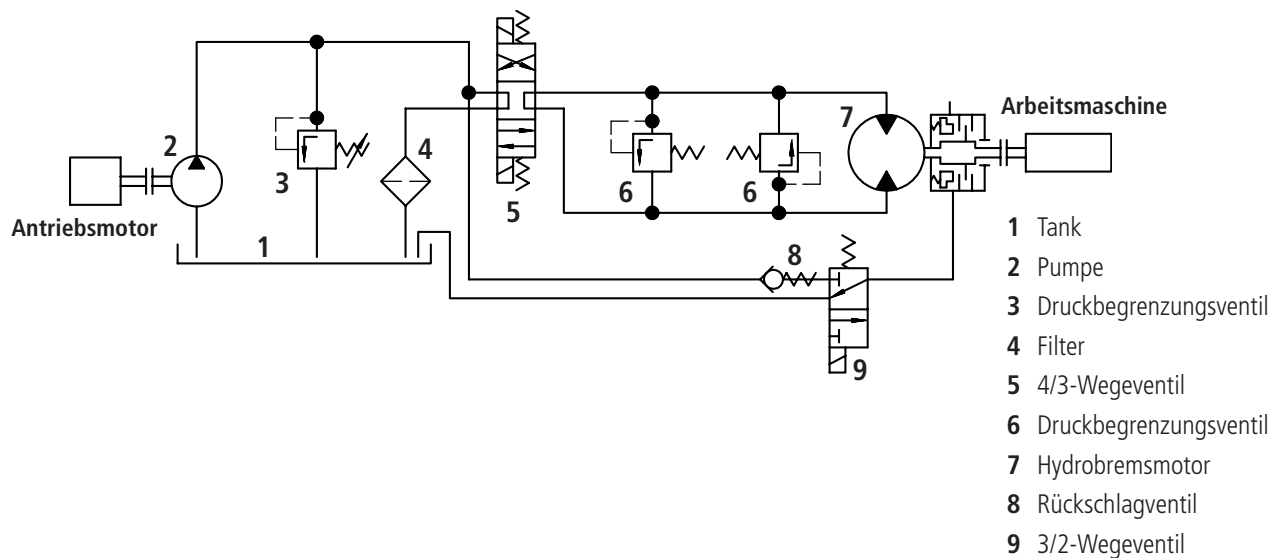 2
3
4
5
6
6
7
Arbeitsmaschine
Antriebsmotor
1
8
9
1 Tank
2 Pumpe
3 Druckbegrenzungsventil
4 Filter
5 4/3-Wegeventil
6 Druckbegrenzungsventil
7 Hydrobremsmotor
8 Rückschlagventil
9 3/2-Wegeventil